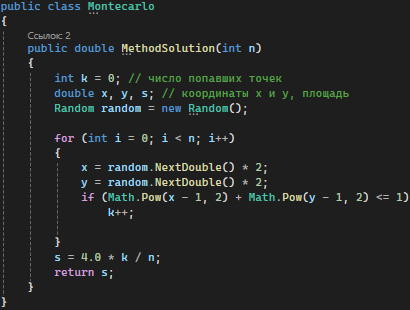 public class Montecarlo
{
Ссылок: 2
public double MethodSolution(int n)
{
int k = 0; // число попавших точек
double x, y, s; // координаты x и y, площадь
Random random = new Random();
for (int i = 0; i < n; i++)
{
x = random.NextDouble() * 2;
y = random.NextDouble() * 2;
if (Math.Pow(x - 1, 2) + Math.Pow(y - 1, 2) <= 1)
k++;
}
s = 4.0 * k / n;
return s;
}
}